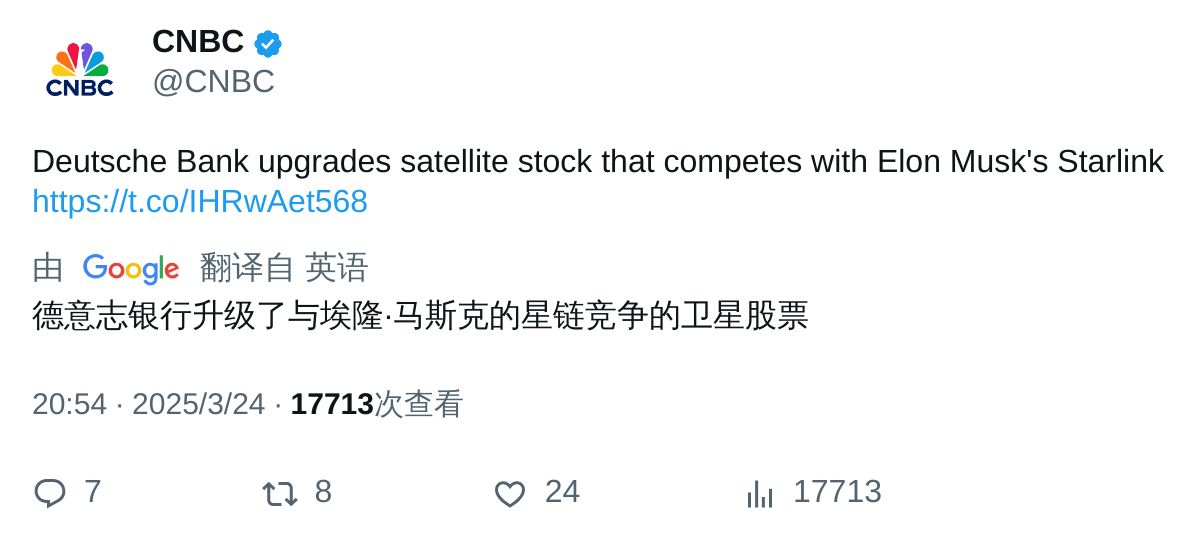 CNBC
@CNBC
CNBC
Deutsche Bank upgrades satellite stock that competes with Elon Musk's Starlink
https://t.co/IHRwAet568
由 Google 翻译自 英语
德意志银行升级了与埃隆·马斯克的星链竞争的卫星股票
20:54 · 2025/3/24 · 17713次查看
7 8 24 17713